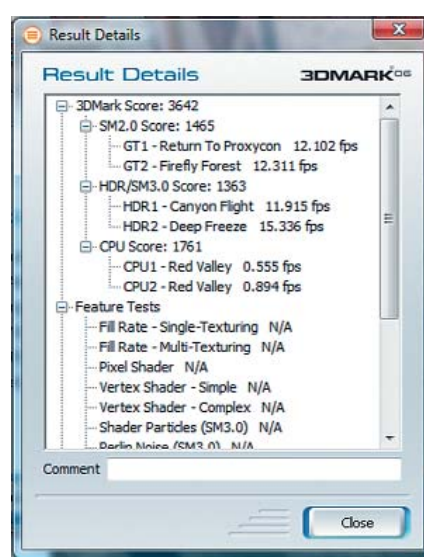 Result Details
Result Details
3DMARK06
3DMark Score: 3642
SM2.0 Score: 1465
GT1 - Return To Proxycon 12.102 fps
GT2 - Firefly Forest 12.311 fps
HDR/SM3.0 Score: 1363
HDR1 - Canyon Flight 11.915 fps
HDR2 - Deep Freeze 15.336 fps
CPU Score: 1761
CPU1 - Red Valley 0.555 fps
CPU2 - Red Valley 0.894 fps
Feature Tests
Fill Rate - Single-Texturing N/A
Fill Rate - Multi-Texturing N/A
Pixel Shader N/A
Vertex Shader - Simple N/A
Vertex Shader - Complex N/A
Shader Particles (SM3.0) N/A
Perlin Noise (SM3.0) N/A
Comment
Close